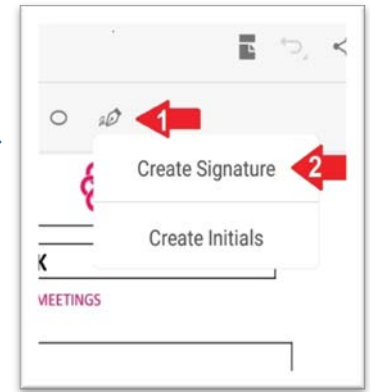 1
Create Signature
2
Create Initials
K
MEETINGS